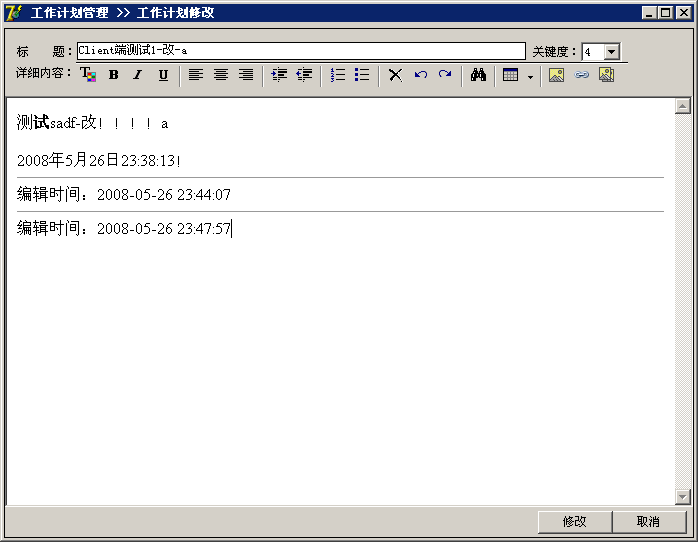 工作计划管理 >> 工作计划修改
标 题：Client端测试1-改-a 关键度：4
详细内容：
测试sadf-改！！！！a
2008年5月26日23:38:13！
编辑时间：2008-05-26 23:44:07
编辑时间：2008-05-26 23:47:57
修改 取消